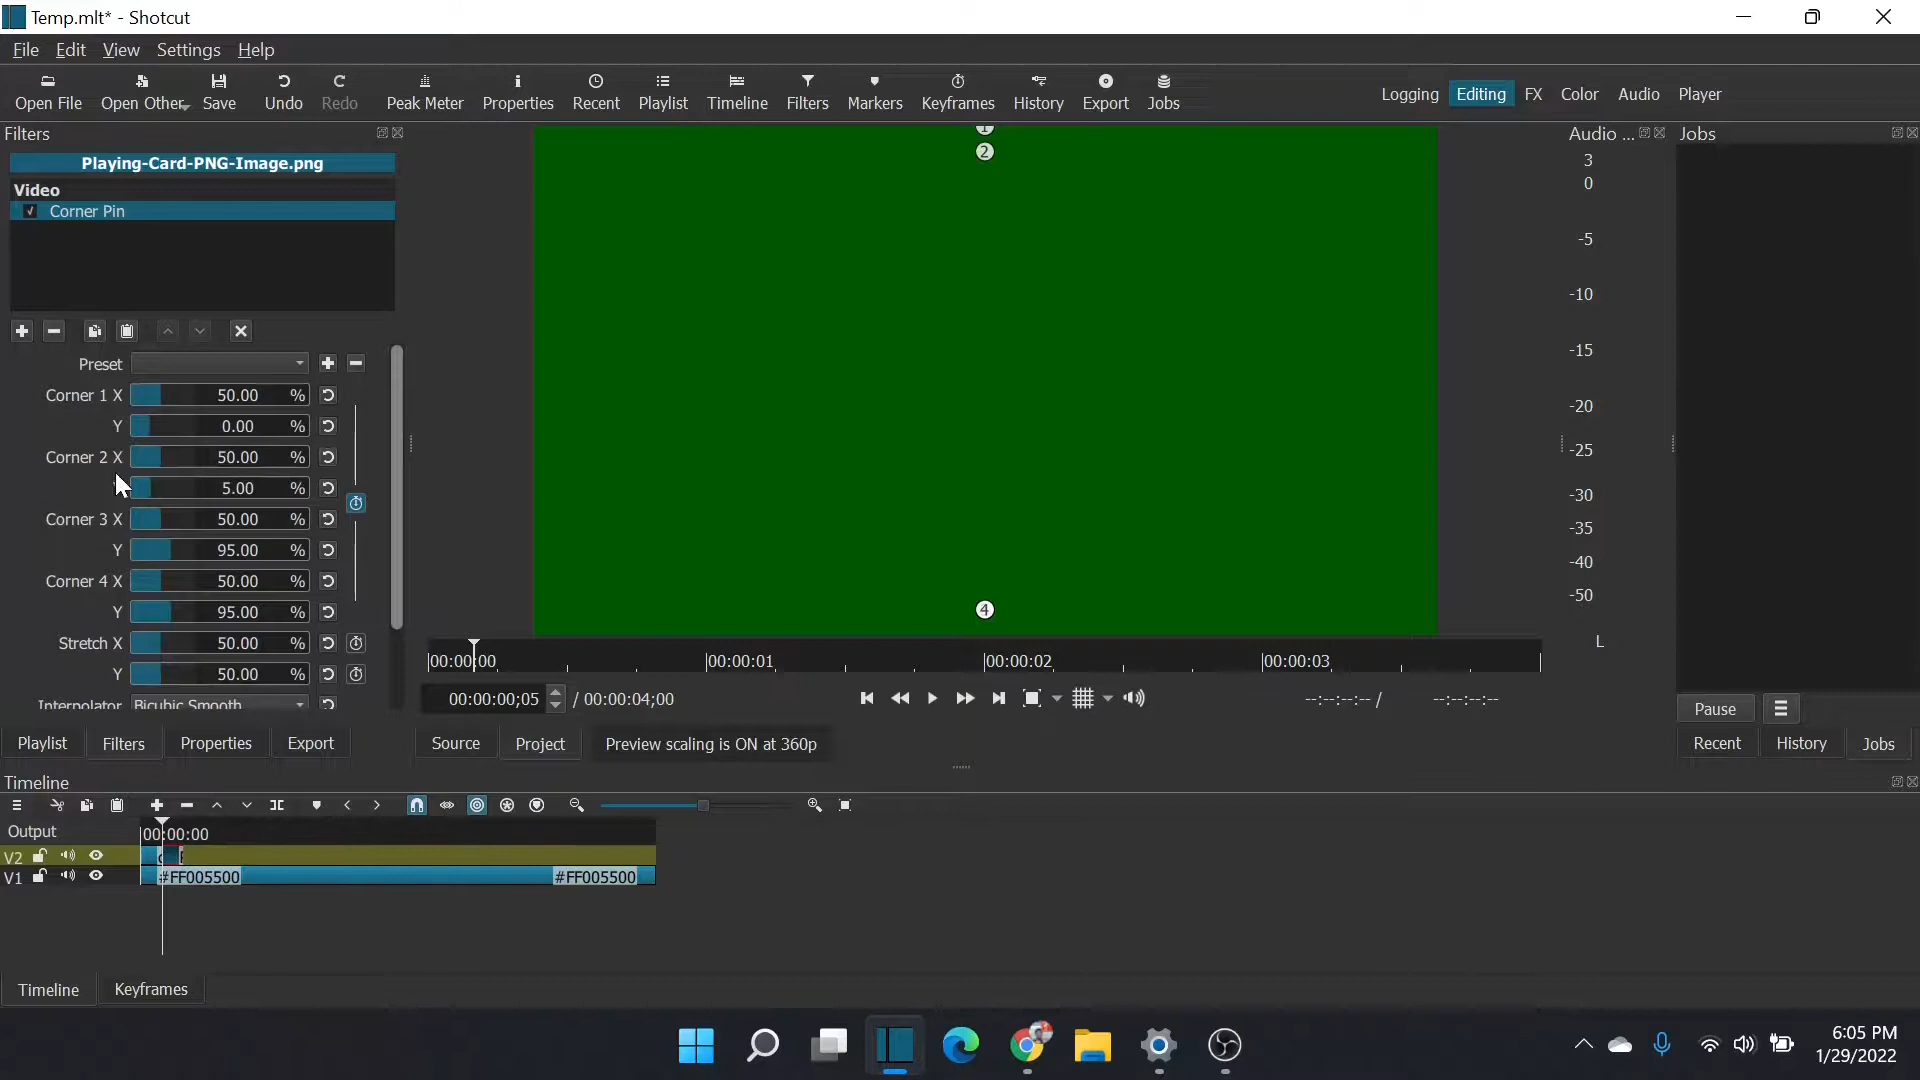 Temp.mlt* - Shotcut
File Edit View Settings Help
Open File Open Other Save Undo Redo Peak Meter Properties Recent Playlist Timeline Filters Markers Keyframes History Export Jobs Logging Editing FX Color Audio Player
Filters
Audio ... Jobs
Playing-Card-PNG-Image.png
Video
Corner Pin
Preset
Corner 1 X 50.00 %
Y 0.00 %
Corner 2 X 50.00 %
5.00 %
Corner 3 X 50.00 %
Y 95.00 %
Corner 4 X 50.00 %
Y 95.00 %
Stretch X 50.00 %
Y 50.00 %
Interpolator Bicubic Smooth
1
2
4
3
0
-5
-10
-15
-20
-25
-30
-35
-40
-50
L
00:00:00 00:00:01 00:00:02 00:00:03
00:00:00;05 / 00:00:04;00 --:--:--:-- / --:--:--:--
Pause
Playlist Filters Properties Export Source Project Preview scaling is ON at 360p Recent History Jobs
Timeline
Output 00:00:00
V2
V1 #FF005500 #FF005500
Timeline Keyframes
6:05 PM
1/29/2022